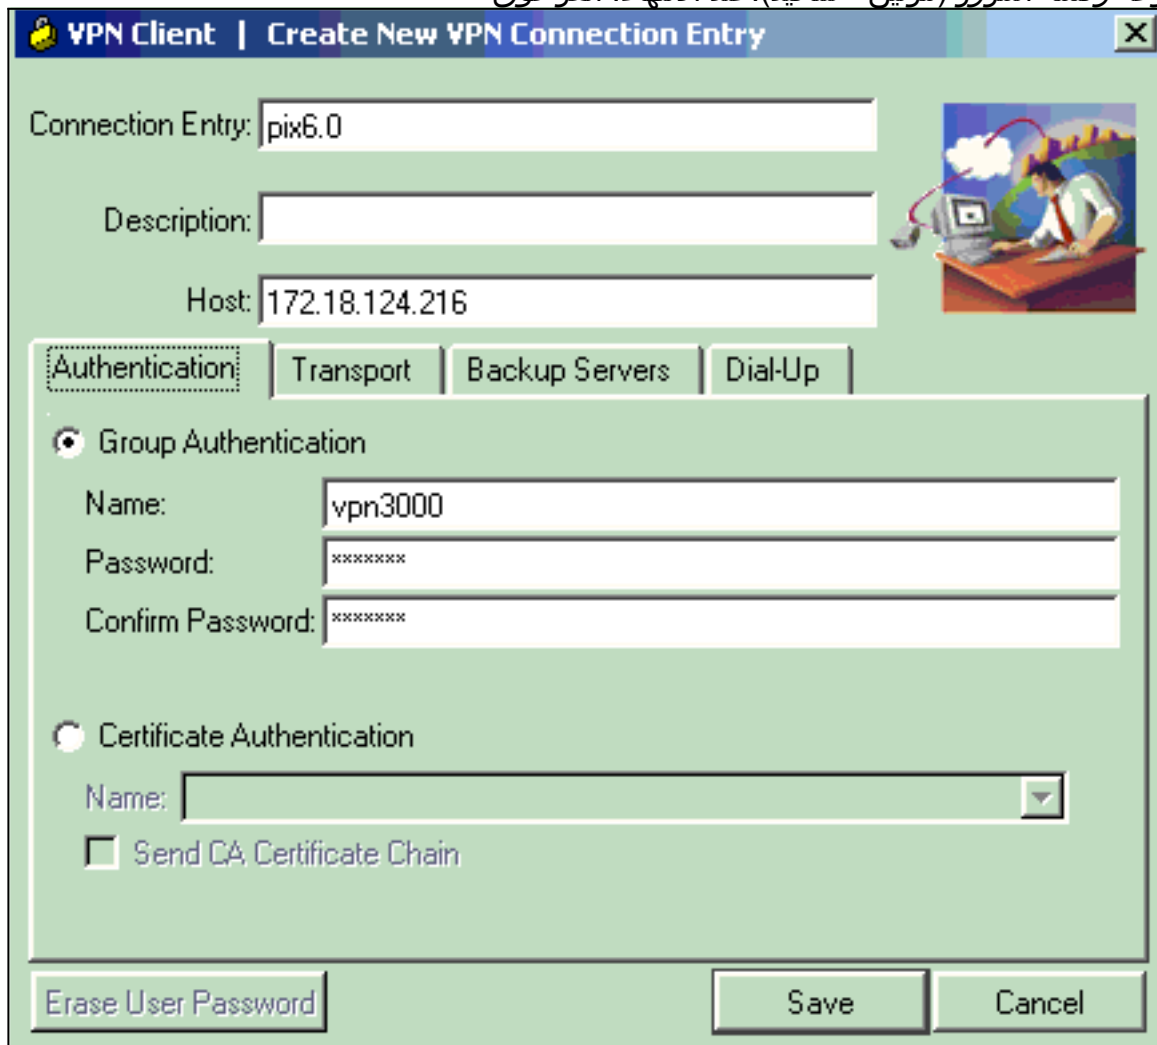 VPN Client | Create New VPN Connection Entry
Connection Entry: pix6.0
Description:
Host: 172.18.124.216
Authentication Transport Backup Servers Dial-Up
Group Authentication
Name: vpn3000
Password: *******
Confirm Password: *******
Certificate Authentication
Name:
Send CA Certificate Chain
Erase User Password Save Cancel